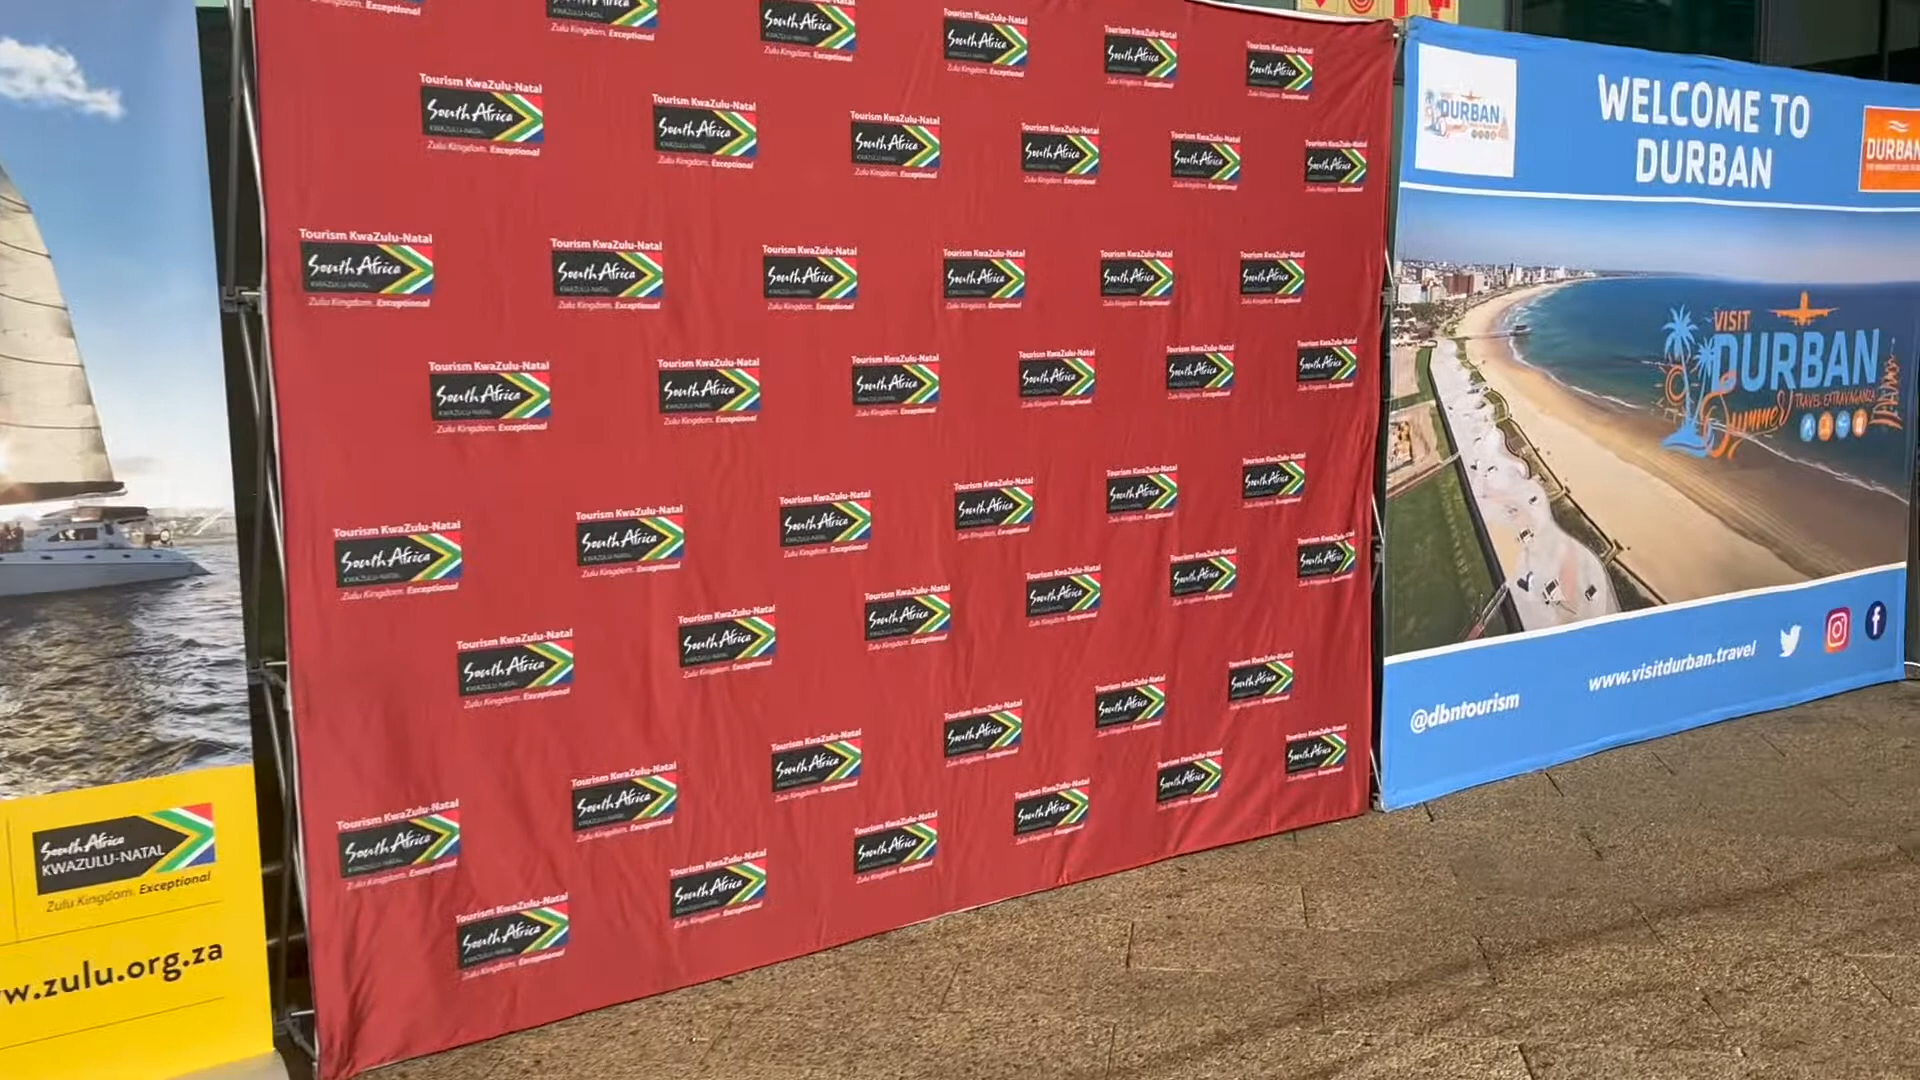 South Africa
KWAZULU-NATAL
Zulu Kingdom. Exceptional
w.zulu.org.za
Tourism KwaZulu-Natal
South Africa
KWAZULU-NATAL
Zulu Kingdom. Exceptional
DURBAN
WELCOME TO
DURBAN
DURBAN
VISIT
DURBAN
Summer
TRAVEL EXTRAVAGANZA
@dbntourism
www.visitdurban.travel